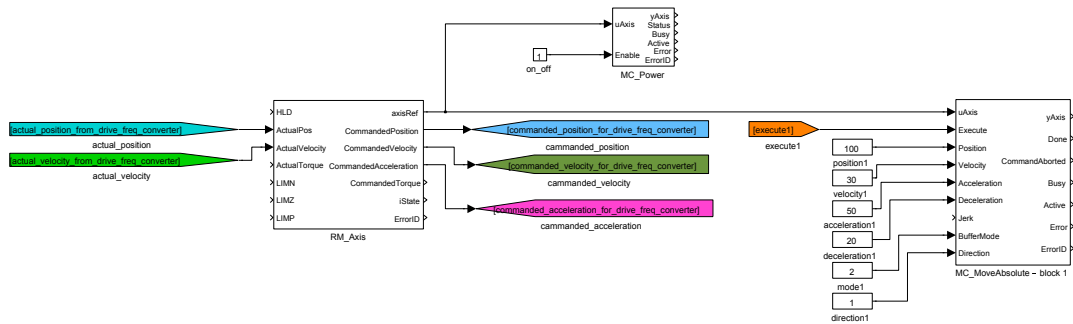 yAxis
Status
Busy
Active
Error
ErrorID
uAxis
Enable
MC_Power
1
on_off
HLD
ActualPos
ActualVelocity
ActualTorque
LIMN
LIMZ
LIMP
axisRef
CommandedPosition
CommandedVelocity
CommandedAcceleration
CommandedTorque
iState
ErrorID
RM_Axis
[actual_position_from_drive_freq_converter]
actual_position
[actual_velocity_from_drive_freq_converter]
actual_velocity
[commanded_position_for_drive_freq_converter]
cammanded_position
[commanded_velocity_for_drive_freq_converter]
cammanded_velocity
[commanded_acceleration_for_drive_freq_converter]
cammanded_acceleration
[execute1]
execute1
100
position1
30
velocity1
50
acceleration1
20
deceleration1
2
mode1
1
direction1
uAxis
Execute
Position
Velocity
Acceleration
Deceleration
Jerk
BufferMode
Direction
yAxis
Done
CommandAborted
Busy
Active
Error
ErrorID
MC_MoveAbsolute – block 1